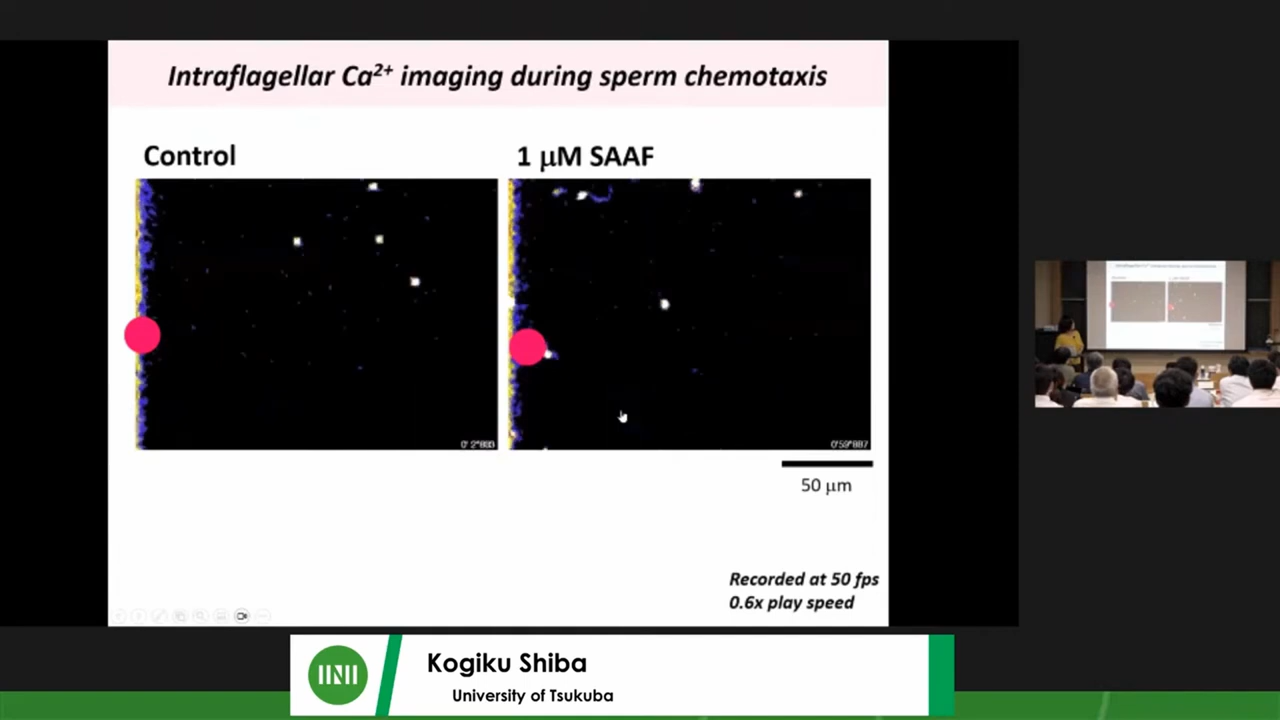 Intraflagellar Ca²⁺ imaging during sperm chemotaxis
Control
1 μM SAAF
50 μm
Recorded at 50 fps
0.6x play speed
Kogiku Shiba
University of Tsukuba